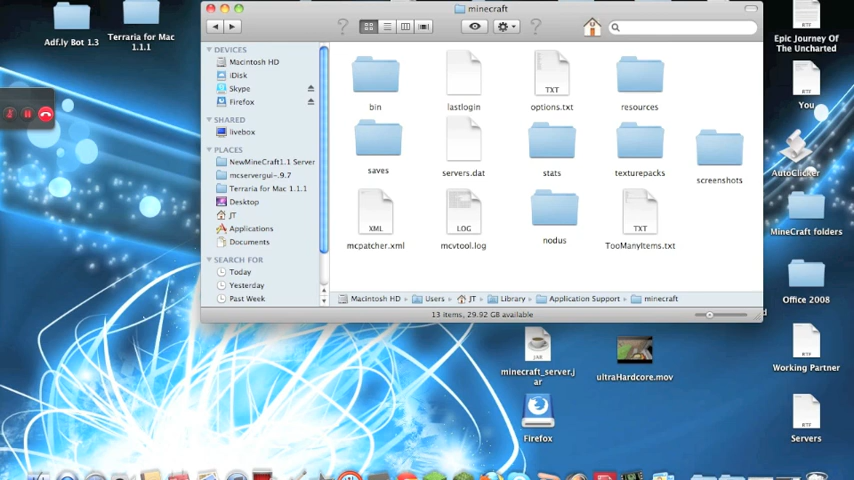 minecraft
Adf.ly Bot 1.3
Terraria for Mac
1.1.1
Epic Journey Of
The Uncharted
DEVICES
Macintosh HD
iDisk
Skype
Firefox
SHARED
livebox
PLACES
NewMineCraft1.1 Server
mcservergui-.9.7
Terraria for Mac 1.1.1
Desktop
JT
Applications
Documents
SEARCH FOR
Today
Yesterday
Past Week
TXT
bin
lastlogin
options.txt
resources
saves
servers.dat
stats
texturepacks
screenshots
XML
LOG
TXT
mcpatcher.xml
mcvtool.log
nodus
TooManyItems.txt
Macintosh HD
Users
JT
Library
Application Support
minecraft
13 items, 29.92 GB available
RTF
You
AutoClicker
MineCraft folders
Office 2008
RTF
Working Partner
RTF
Servers
JAR
minecraft_server.j
ar
ultraHardcore.mov
Firefox